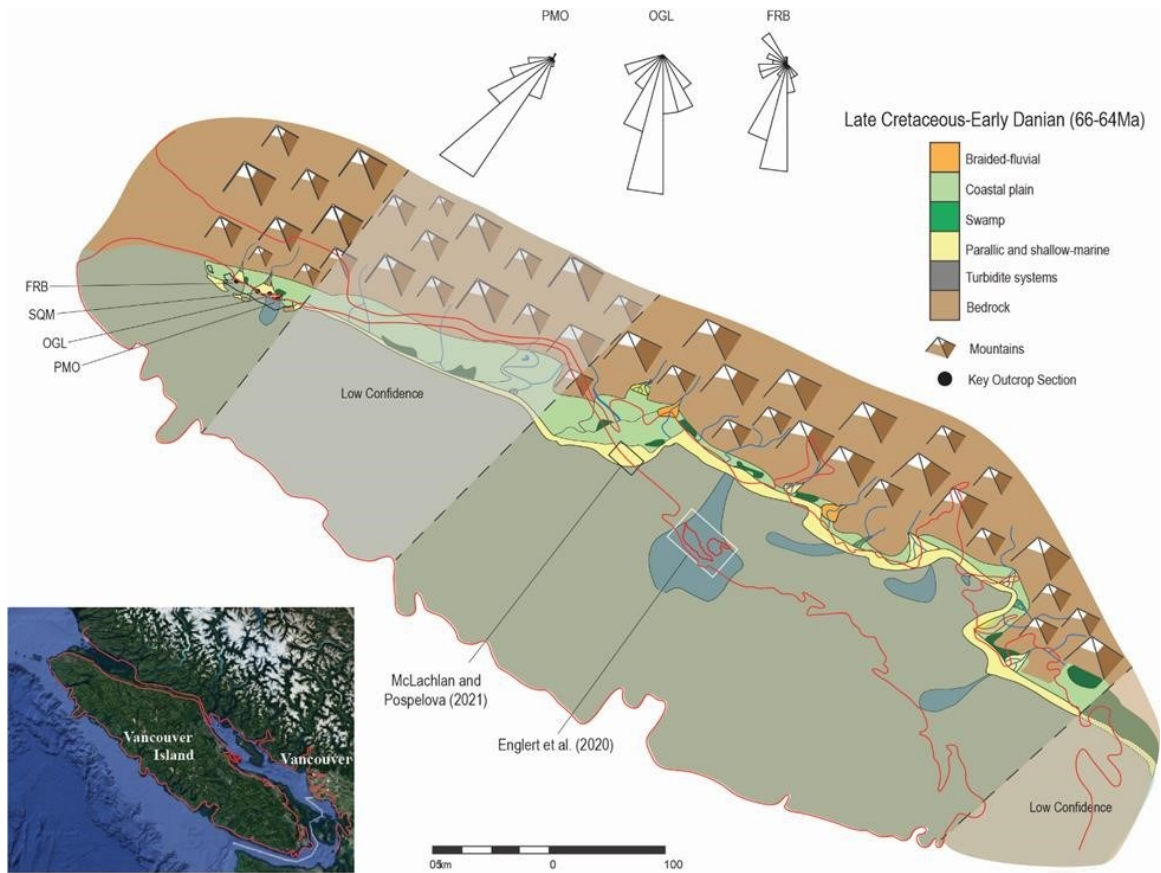 PMO
OGL
FRB
Late Cretaceous-Early Danian (66-64Ma)
Braided-fluvial
Coastal plain
Swamp
Parallic and shallow-marine
Turbidite systems
Bedrock
Mountains
Key Outcrop Section
FRB
SQM
OGL
PMO
Low Confidence
McLachlan and
Pospelova (2021)
Englert et al. (2020)
Low Confidence
Vancouver
Island
Vancouver
0
100